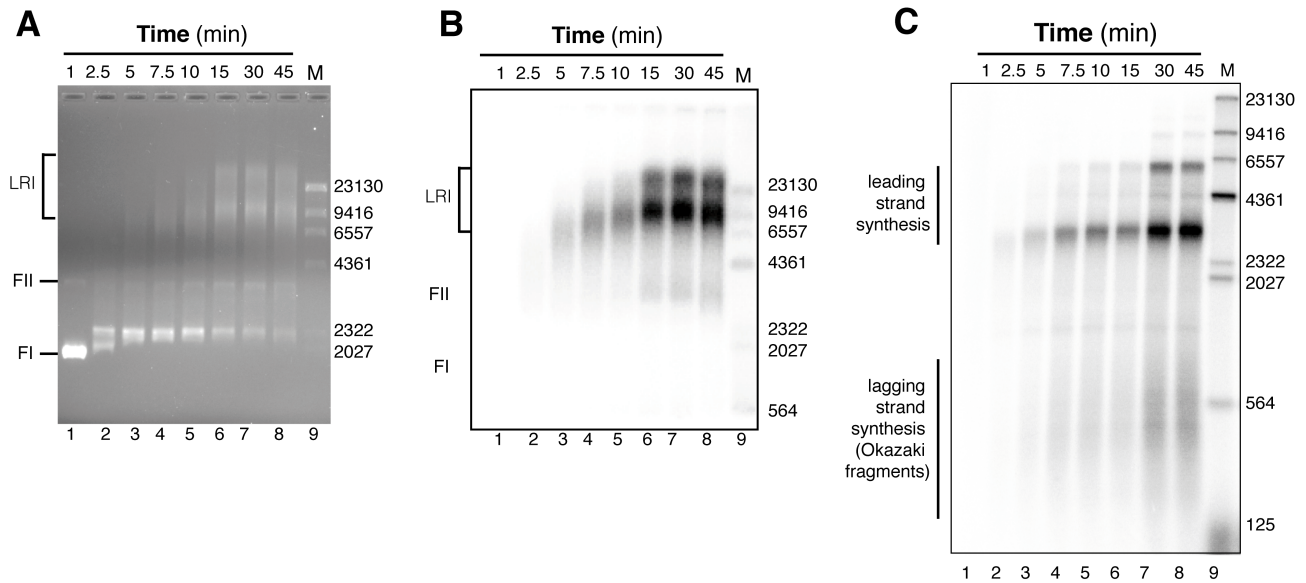 A
Time (min)
1 2.5 5 7.5 10 15 30 45 M
LRI
FII
FI
23130
9416
6557
4361
2322
2027
1 2 3 4 5 6 7 8 9
B
Time (min)
1 2.5 5 7.5 10 15 30 45 M
LRI
FII
FI
23130
9416
6557
4361
2322
2027
564
1 2 3 4 5 6 7 8 9
C
Time (min)
1 2.5 5 7.5 10 15 30 45 M
leading
strand
synthesis
lagging
strand
synthesis
(Okazaki
fragments)
23130
9416
6557
4361
2322
2027
564
125
1 2 3 4 5 6 7 8 9